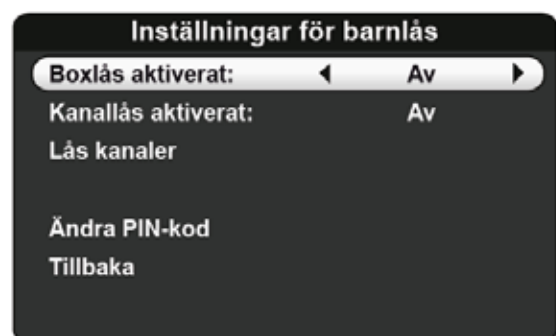 Inställningar för barnlås
Boxlås aktiverat: Av
Kanallås aktiverat: Av
Lås kanaler
Ändra PIN-kod
Tillbaka